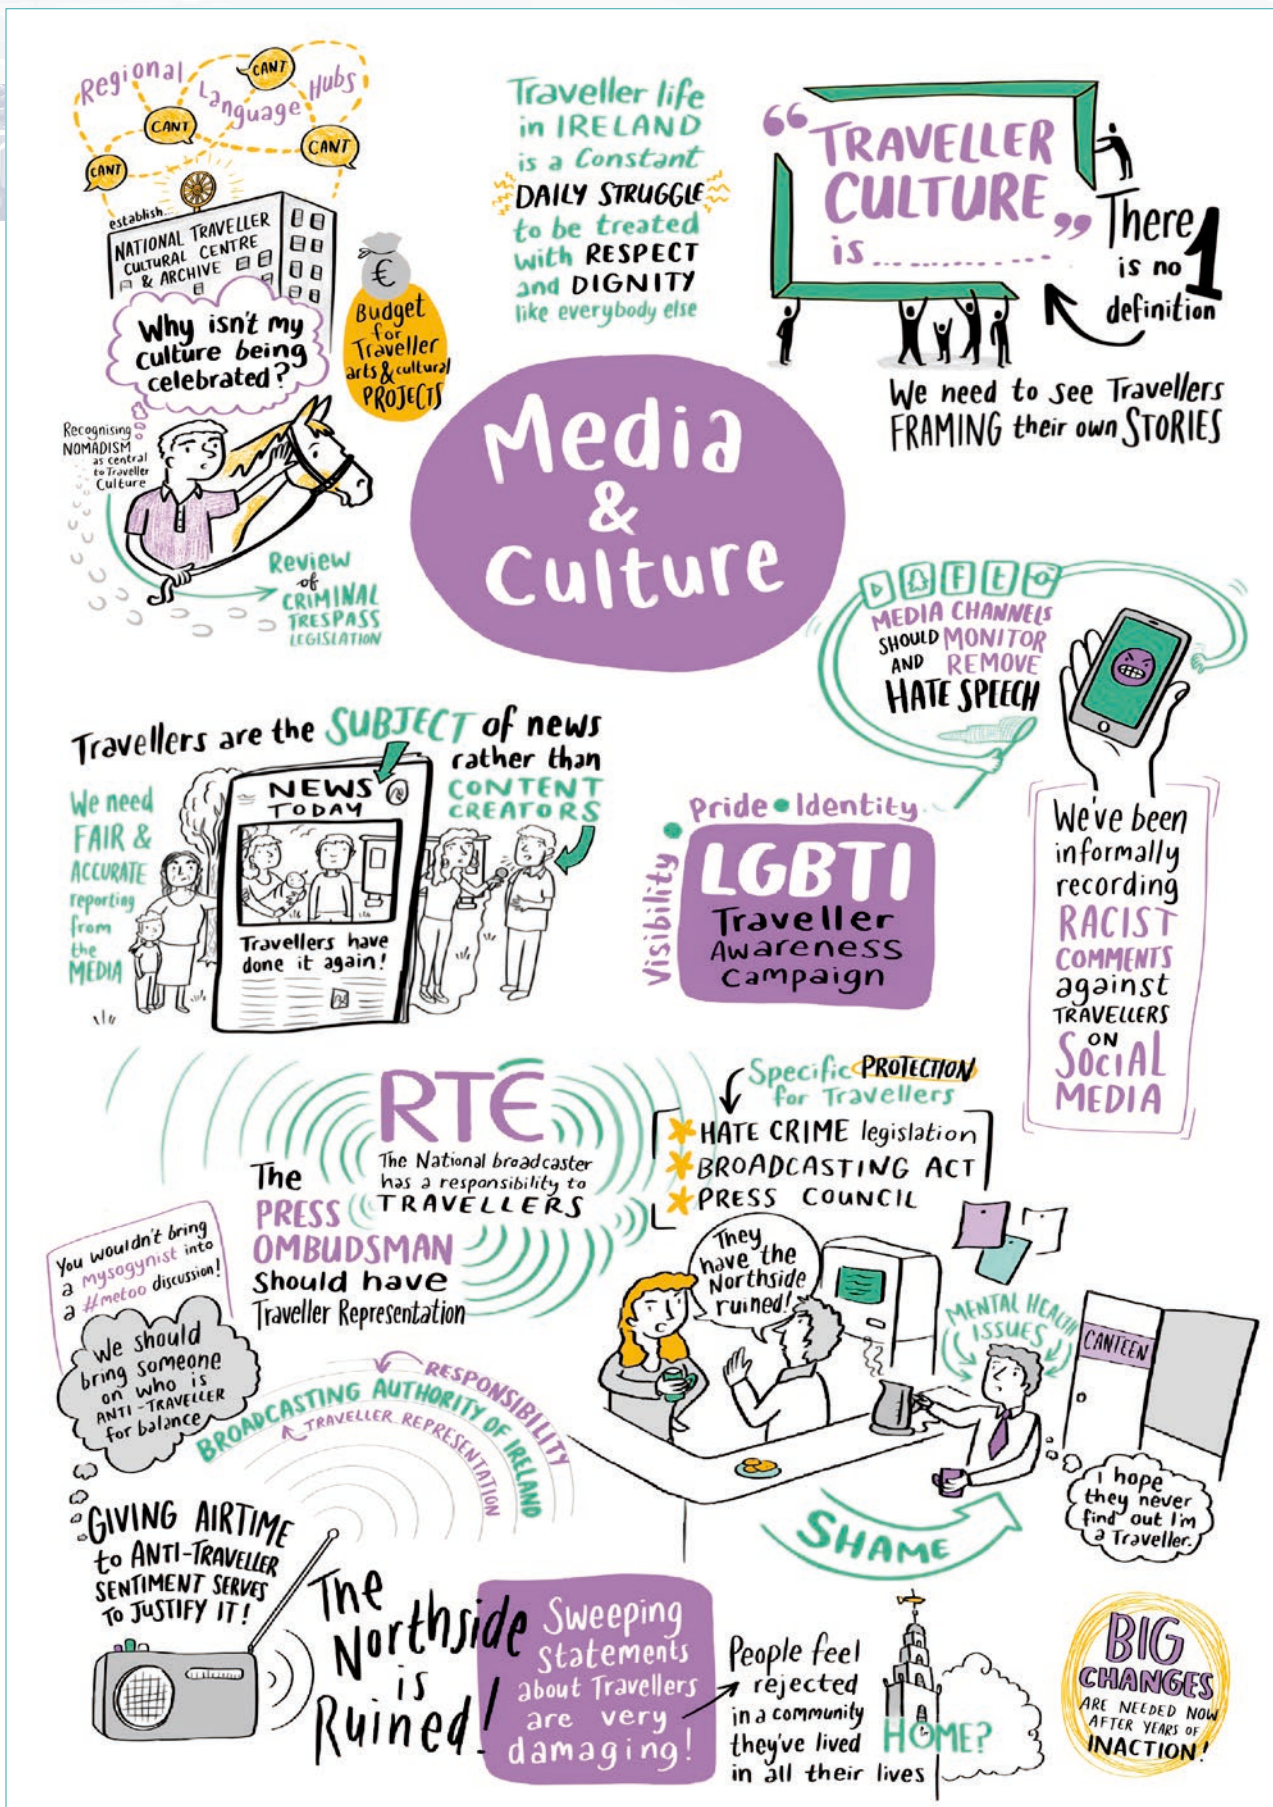 Regional
Language
Hubs
CANT
CANT
CANT
CANT
establish...
NATIONAL TRAVELLER
CULTURAL CENTRE
& ARCHIVE
Why isn't my
culture being
celebrated?
€
Budget
for
Traveller
arts & cultural
PROJECTS
Recognising
NOMADISM
as central
to Traveller
Culture
Review
of
CRIMINAL
TRESPASS
LEGISLATION
Traveller life
in IRELAND
is a Constant
DAILY STRUGGLE
to be treated
with RESPECT
and DIGNITY
like everybody else
"TRAVELLER
CULTURE"
is ..............
There
is no 1
definition
We need to see Travellers
FRAMING their own STORIES
Media
&
Culture
MEDIA CHANNELS
SHOULD MONITOR
AND REMOVE
HATE SPEECH
We've been
informally
recording
RACIST
COMMENTS
against
TRAVELLERS
ON
SOCIAL
MEDIA
Travellers are the SUBJECT of news
rather than
CONTENT
CREATORS
We need
FAIR &
ACCURATE
reporting
from
the
MEDIA
NEWS
TODAY
Travellers have
done it again!
Visibility • Pride • Identity
LGBTI
Traveller
Awareness
Campaign
RTÉ
The National broadcaster
has a responsibility to
TRAVELLERS
The
PRESS
OMBUDSMAN
should have
Traveller Representation
Specific PROTECTION
for Travellers
HATE CRIME legislation
BROADCASTING ACT
PRESS COUNCIL
You wouldn't bring
a mysogynist into
a #metoo discussion!
We should
bring someone
on who is
ANTI-TRAVELLER
for balance
RESPONSIBILITY
BROADCASTING AUTHORITY OF IRELAND
TRAVELLER REPRESENTATION
They
have the
Northside
ruined!
MENTAL HEALTH
ISSUES
CANTEEN
I hope
they never
find out I'm
a Traveller.
SHAME
GIVING AIRTIME
to ANTI-TRAVELLER
SENTIMENT SERVES
TO JUSTIFY IT!
The
Northside
is
Ruined!
Sweeping
statements
about Travellers
are very
damaging!
People feel
rejected
in a community
they've lived
in all their lives
HOME?
BIG
CHANGES
ARE NEEDED NOW
AFTER YEARS OF
INACTION!